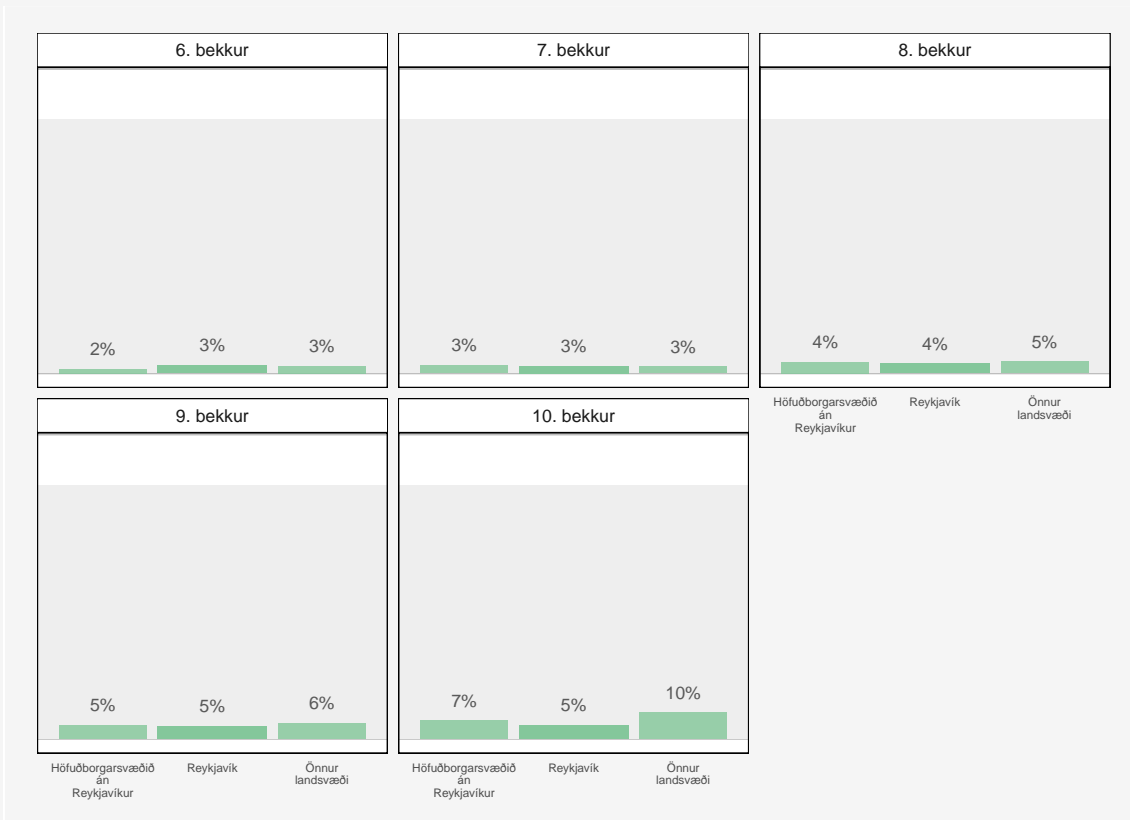 6. bekkur
2%
3%
3%
7. bekkur
3%
3%
3%
8. bekkur
4%
4%
5%
Höfuðborgarsvæðið
án
Reykjavíkur
Reykjavík
Önnur
landsvæði
9. bekkur
5%
5%
6%
Höfuðborgarsvæðið
án
Reykjavíkur
Reykjavík
Önnur
landsvæði
10. bekkur
7%
5%
10%
Höfuðborgarsvæðið
án
Reykjavíkur
Reykjavík
Önnur
landsvæði